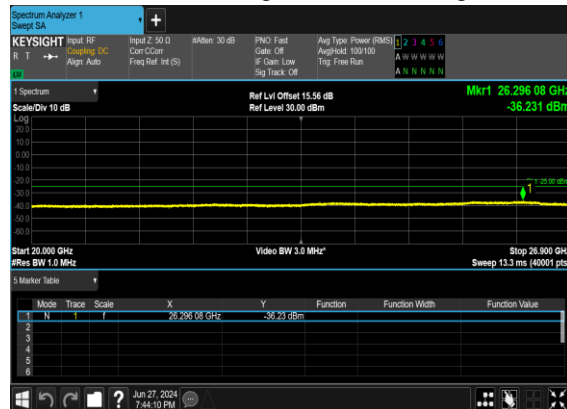 Spectrum Analyzer 1
Swept SA
+
KEYSIGHT Input: RF Input Z: 50 Ω #Atten: 30 dB PNO: Fast Avg Type: Power (RMS) 1 2 3 4 5 6
R T Coupling: DC Corr CCorr Gate: Off Avg|Hold: 100/100 A W W W W W
Align: Auto Freq Ref: Int (S) IF Gain: Low Trig: Free Run
Sig Track: Off A N N N N N
1 Spectrum Ref Lvl Offset 15.56 dB Mkr1 26.296 08 GHz
Scale/Div 10 dB Ref Level 30.00 dBm -36.231 dBm
Log
20.0
10.0
0.00
-10.0
-20.0
-25.00 dBm
-30.0
1
-40.0
-50.0
-60.0
Start 20.000 GHz Video BW 3.0 MHz* Stop 26.900 GHz
#Res BW 1.0 MHz Sweep 13.3 ms (40001 pts)
5 Marker Table
Mode Trace Scale X Y Function Function Width Function Value
1 N 1 f 26.296 08 GHz -36.23 dBm
2
3
4
5
6
? Jun 27, 2024
7:44:10 PM